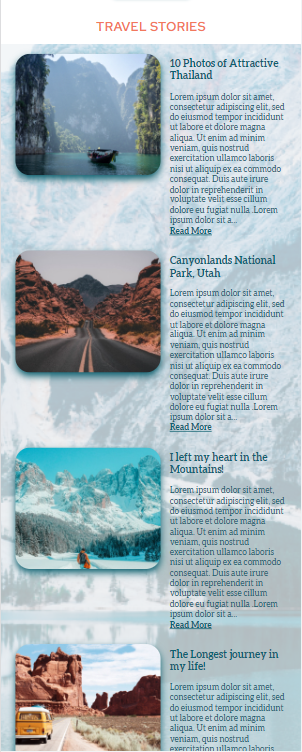 TRAVEL STORIES
10 Photos of Attractive
Thailand
Lorem ipsum dolor sit amet,
consectetur adipiscing elit, sed
do eiusmod tempor incididunt
ut labore et dolore magna
aliqua. Ut enim ad minim
veniam, quis nostrud
exercitation ullamco laboris
nisi ut aliquip ex ea commodo
consequat. Duis aute irure
dolor in reprehenderit in
voluptate velit esse cillum
dolore eu fugiat nulla .Lorem
ipsum dolor sit a...
Read More
Canyonlands National
Park, Utah
Lorem ipsum dolor sit amet,
consectetur adipiscing elit, sed
do eiusmod tempor incididunt
ut labore et dolore magna
aliqua. Ut enim ad minim
veniam, quis nostrud
exercitation ullamco laboris
nisi ut aliquip ex ea commodo
consequat. Duis aute irure
dolor in reprehenderit in
voluptate velit esse cillum
dolore eu fugiat nulla .Lorem
ipsum dolor sit a...
Read More
I left my heart in the
Mountains!
Lorem ipsum dolor sit amet,
consectetur adipiscing elit, sed
do eiusmod tempor incididunt
ut labore et dolore magna
aliqua. Ut enim ad minim
veniam, quis nostrud
exercitation ullamco laboris
nisi ut aliquip ex ea commodo
consequat. Duis aute irure
dolor in reprehenderit in
voluptate velit esse cillum
dolore eu fugiat nulla .Lorem
ipsum dolor sit a...
Read More
The Longest journey in
my life!
Lorem ipsum dolor sit amet,
consectetur adipiscing elit, sed
do eiusmod tempor incididunt
ut labore et dolore magna
aliqua. Ut enim ad minim
veniam, quis nostrud
exercitation ullamco laboris